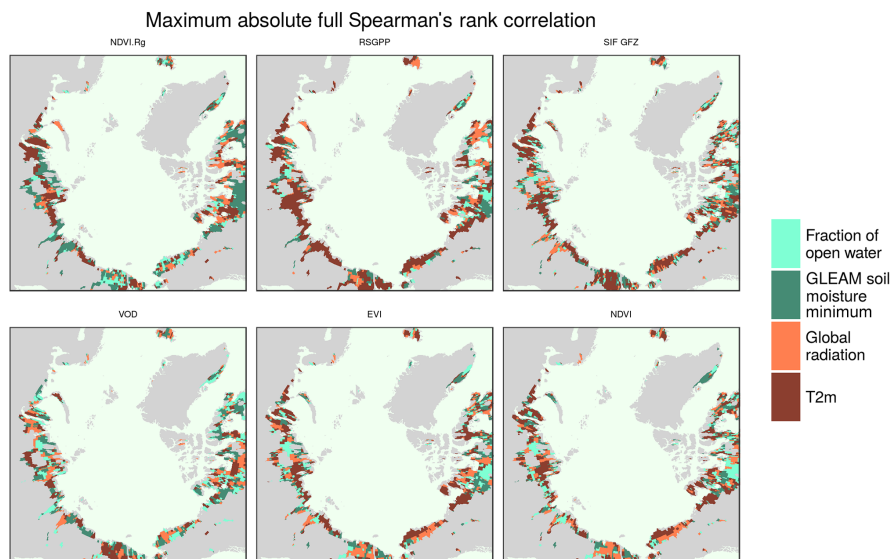 Maximum absolute full Spearman's rank correlation
NDVI.Rg
RSGPP
SIF GFZ
Fraction of
open water
GLEAM soil
moisture
minimum
Global
radiation
T2m
VOD
EVI
NDVI